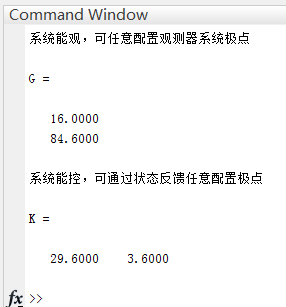 Command Window
系统能观，可任意配置观测器系统极点
G =
16.0000
84.6000
系统能控，可通过状态反馈任意配置极点
K =
29.6000 3.6000
fx >>